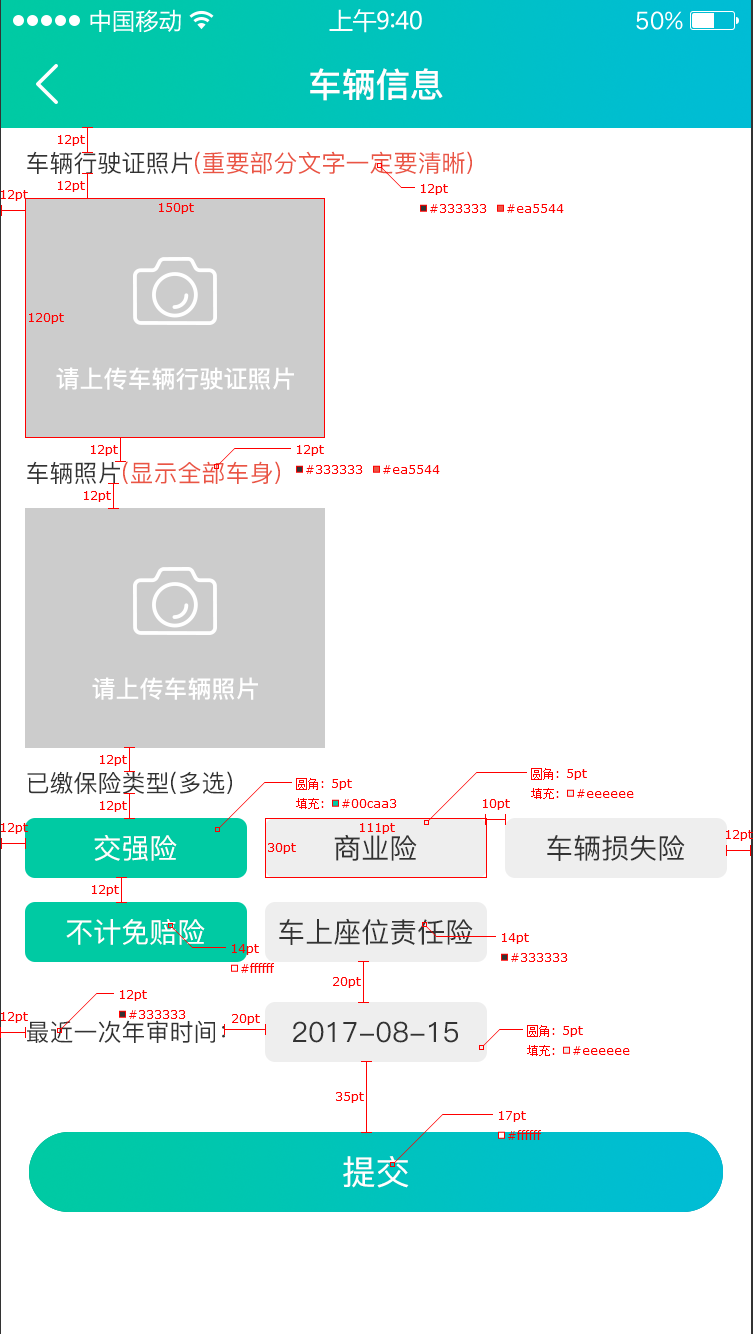 中国移动 上午9:40 50%
车辆信息
12pt
车辆行驶证照片(重要部分文字一定要清晰)
12pt 12pt
12pt #333333 #ea5544
150pt
120pt
请上传车辆行驶证照片
12pt 12pt
车辆照片(显示全部车身) #333333 #ea5544
12pt
请上传车辆照片
12pt 圆角: 5pt 圆角: 5pt
已缴保险类型(多选) 填充: #eeeeee
12pt 填充: #00caa3 10pt
12pt 111pt 12pt
交强险 30pt 商业险 车辆损失险
12pt
不计免赔险 车上座位责任险
14pt 14pt
#ffffff #333333
20pt
12pt
#333333
12pt 20pt
最近一次年审时间: 2017-08-15 圆角: 5pt
填充: #eeeeee
35pt
17pt
#ffffff
提交